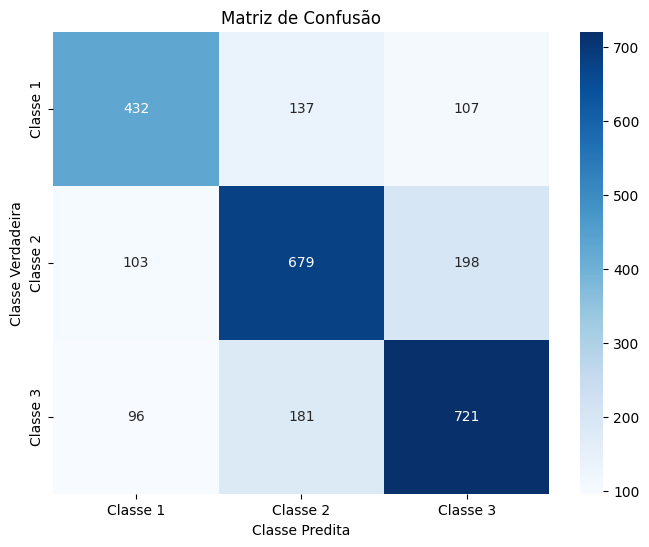 Matriz de Confusão
Classe Verdadeira
Classe 1
432 137 107
Classe 2
103 679 198
Classe 3
96 181 721
Classe 1 Classe 2 Classe 3
Classe Predita
700
600
500
400
300
200
100